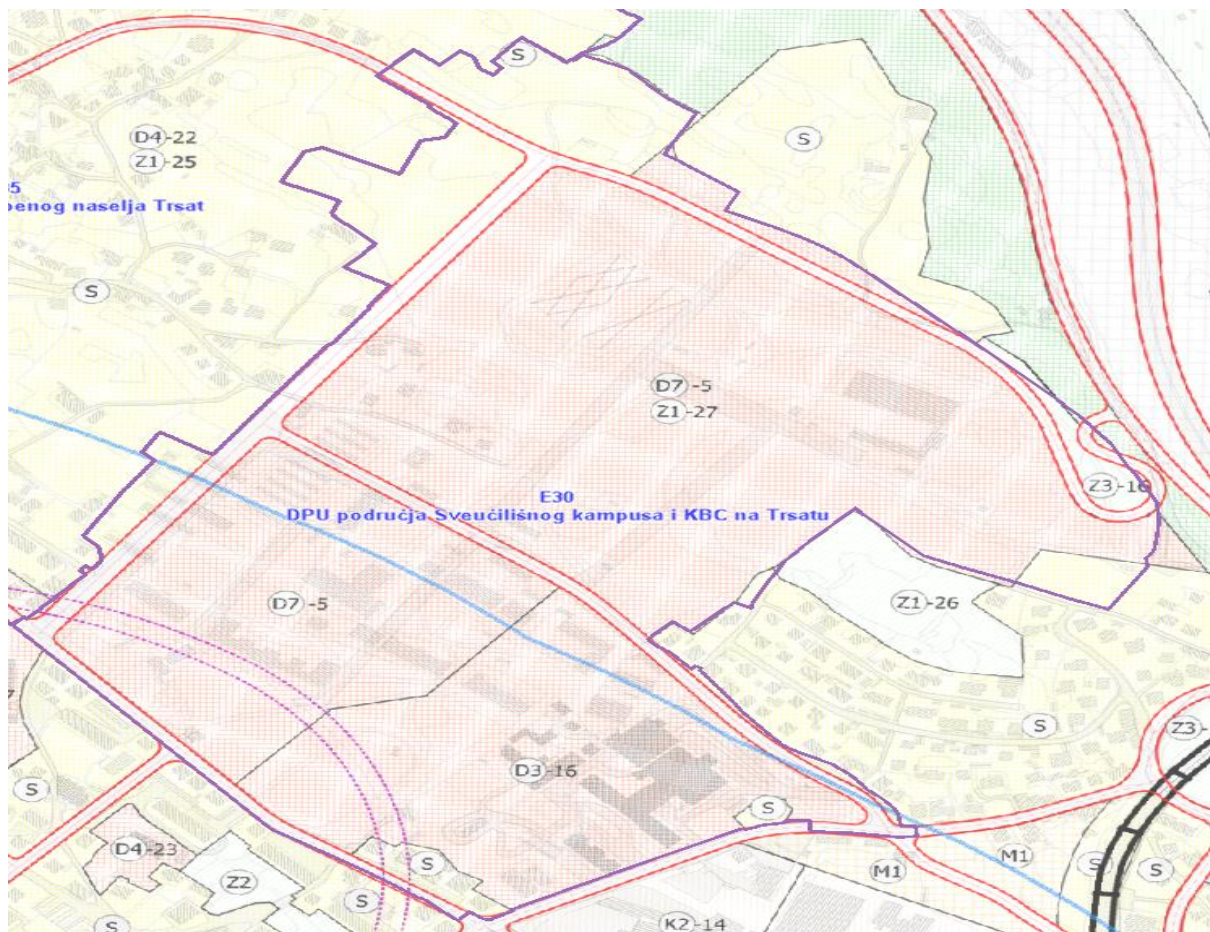 S
S
D4-22
Z1-25
benog naselja Trsat
S
D7-5
Z1-27
Z3-16
E30
DPU područja Sveučilišnog kampusa i KBC na Trsatu
D7-5
Z1-26
S
Z3-
D3-16
S
S
D4-23
Z2
S
S
M1
M1
S
S
S
K2-14